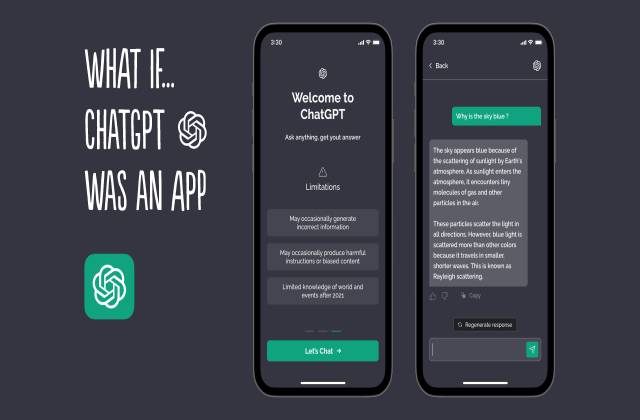 WHAT IF...
CHATGPT
WAS AN APP
3:30
Welcome to
ChatGPT
Ask anything, get yout answer
Limitations
May occasionally generate
incorrect information
May occasionally produce harmful
instructions or biased content
Limited knowledge of world and
events after 2021
Let's Chat
3:30
Back
Why is the sky blue ?
The sky appears blue because of
the scattering of sunlight by Earth's
atmosphere. As sunlight enters the
atmosphere, it encounters tiny
molecules of gas and other
particles in the air.
These particles scatter the light in
all directions. However, blue light is
scattered more than other colors
because it travels in smaller,
shorter waves. This is known as
Rayleigh scattering.
Copy
Regenerate response